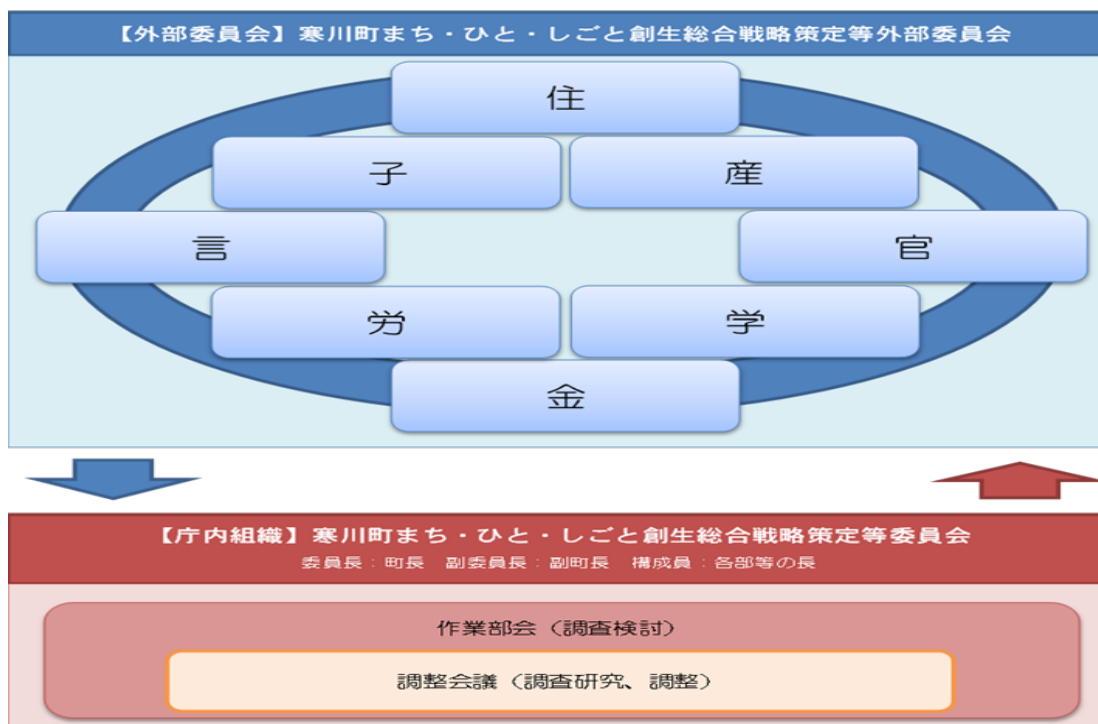 【外部委員会】寒川町まち・ひと・しごと創生総合戦略策定等外部委員会
住
子
産
言
官
労
学
金
【庁内組織】寒川町まち・ひと・しごと創生総合戦略策定等委員会
委員長：町長　副委員長：副町長　構成員：各部等の長
作業部会（調査検討）
調整会議（調査研究、調整）